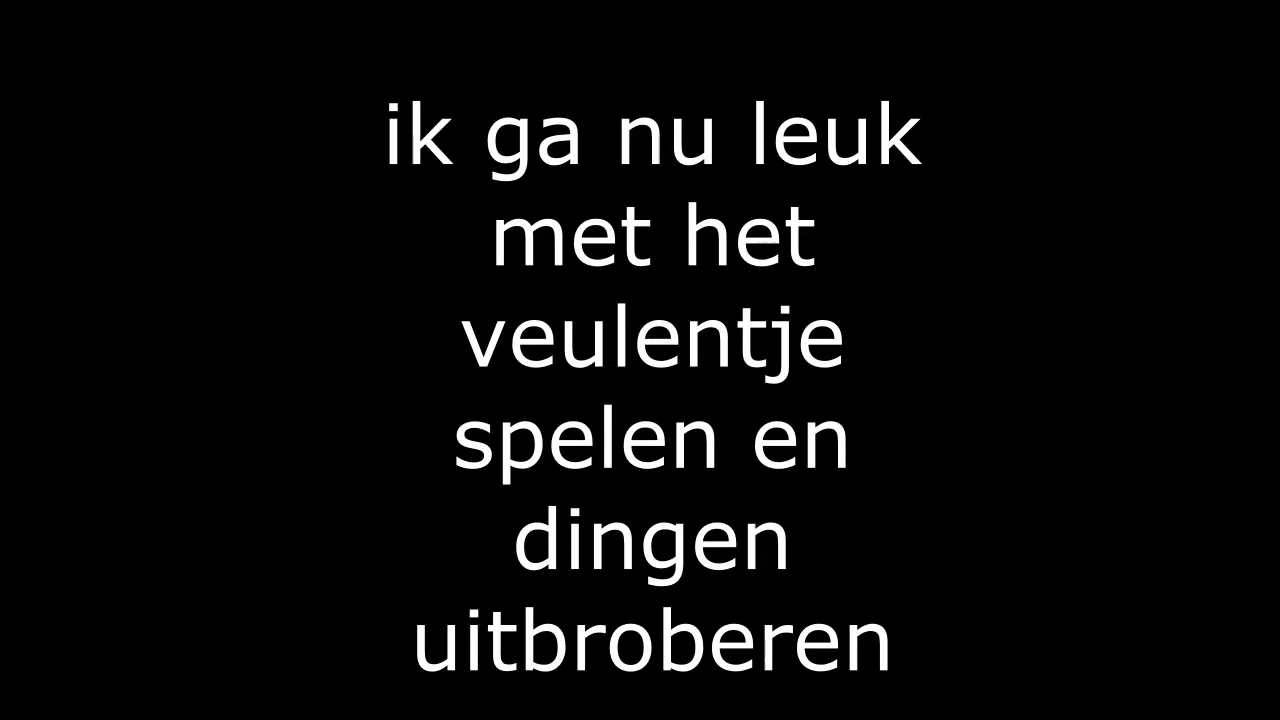 ik ga nu leuk
met het
veulentje
spelen en
dingen
uitbroberen